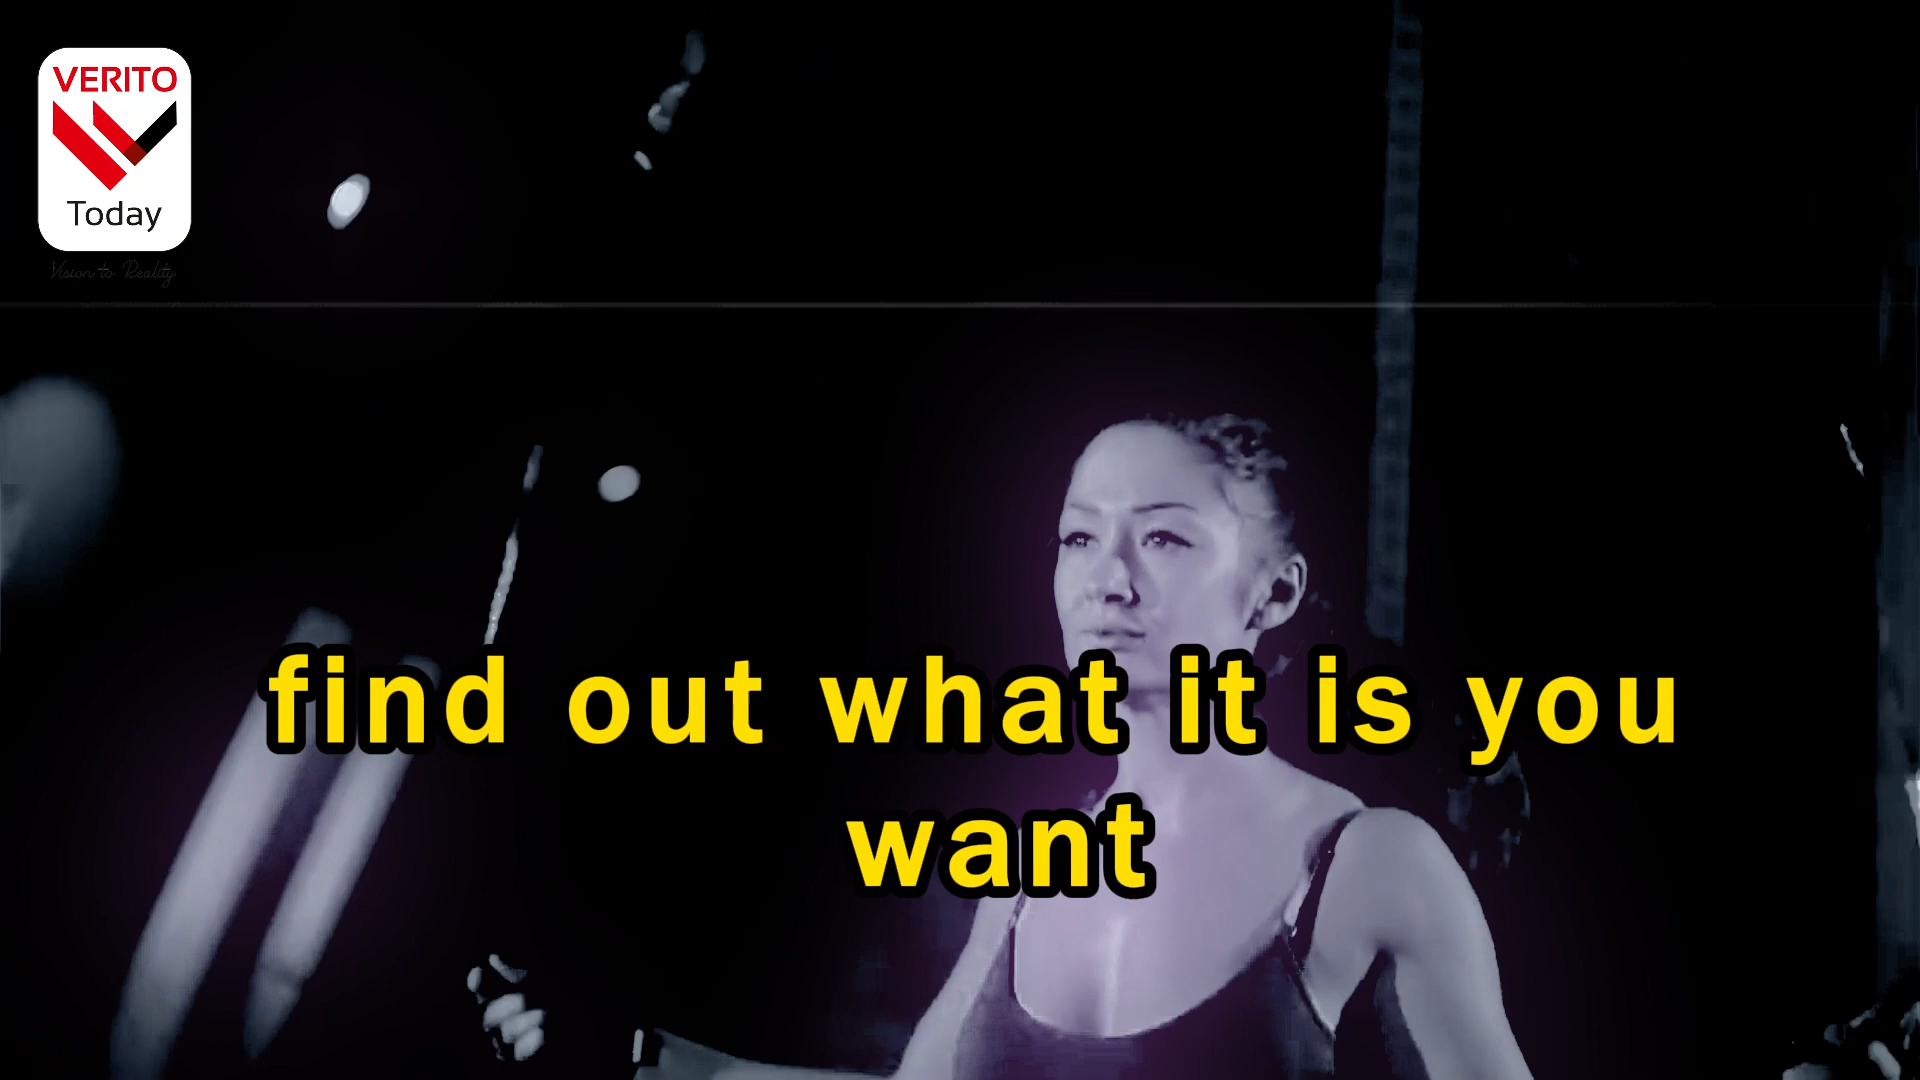 VERITO
Today
Vision to Reality
find out what it is you
want